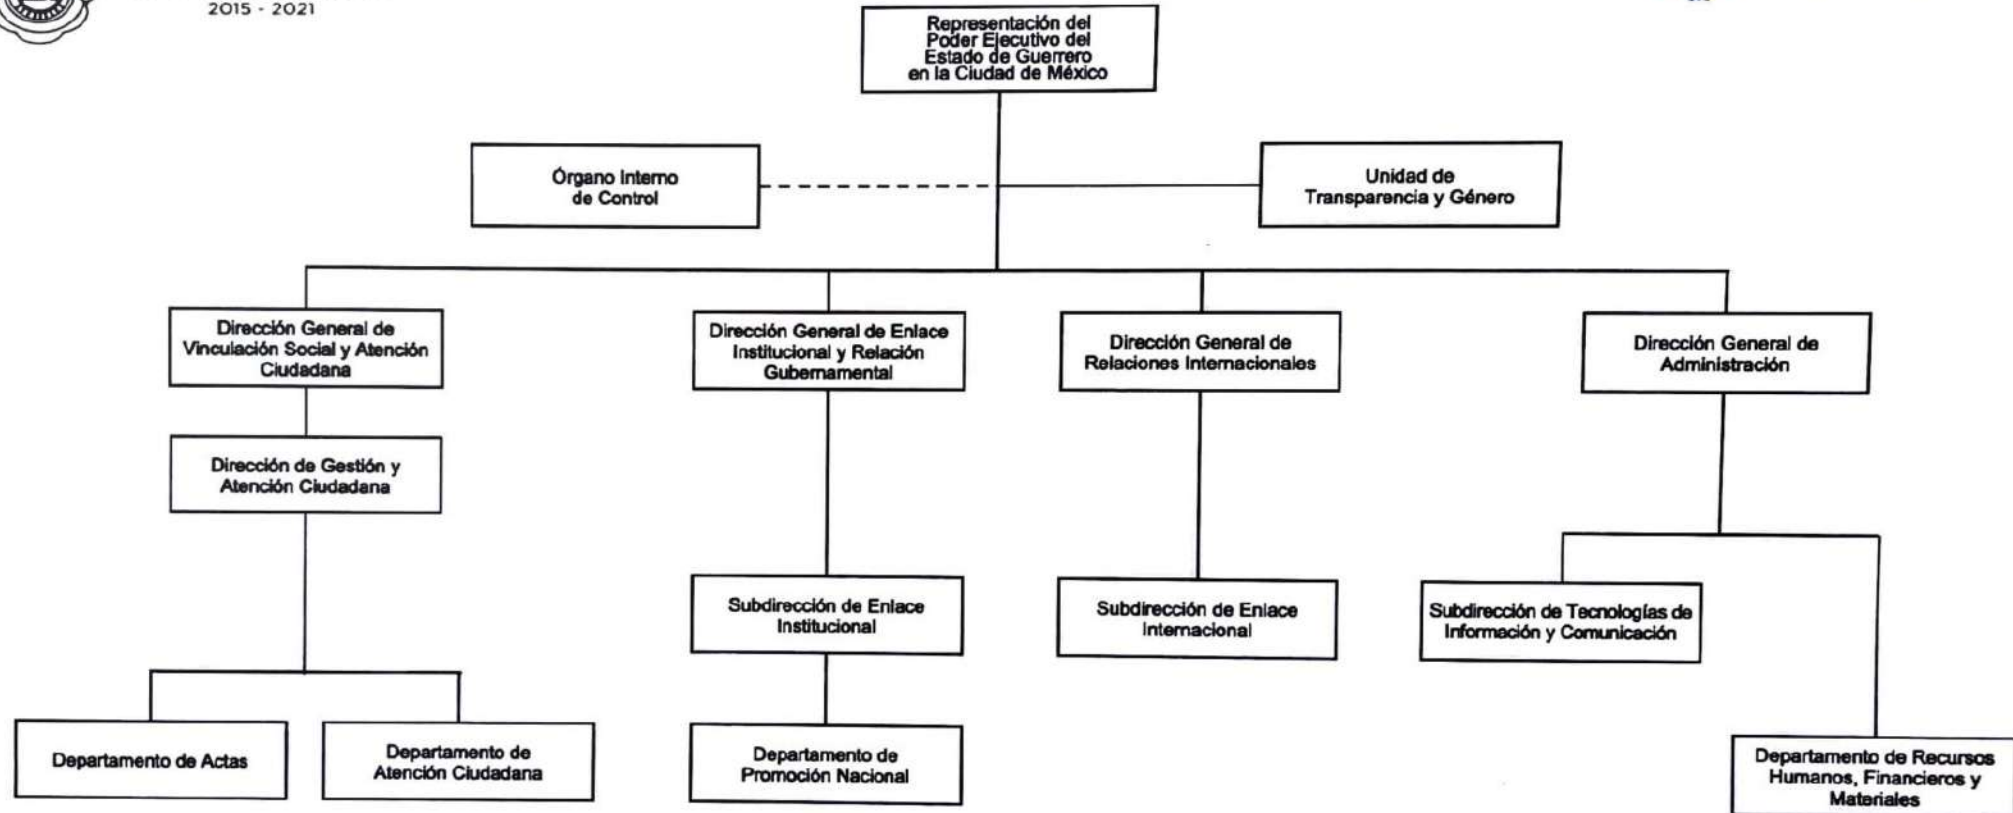 2015 - 2021
Representación del
Poder Ejecutivo del
Estado de Guerrero
en la Ciudad de México
Órgano Interno
de Control
Unidad de
Transparencia y Género
Dirección General de
Vinculación Social y Atención
Ciudadana
Dirección General de Enlace
Institucional y Relación
Gubernamental
Dirección General de
Relaciones Internacionales
Dirección General de
Administración
Dirección de Gestión y
Atención Ciudadana
Subdirección de Enlace
Institucional
Subdirección de Enlace
Internacional
Subdirección de Tecnologías de
Información y Comunicación
Departamento de Actas
Departamento de
Atención Ciudadana
Departamento de
Promoción Nacional
Departamento de Recursos
Humanos, Financieros y
Materiales